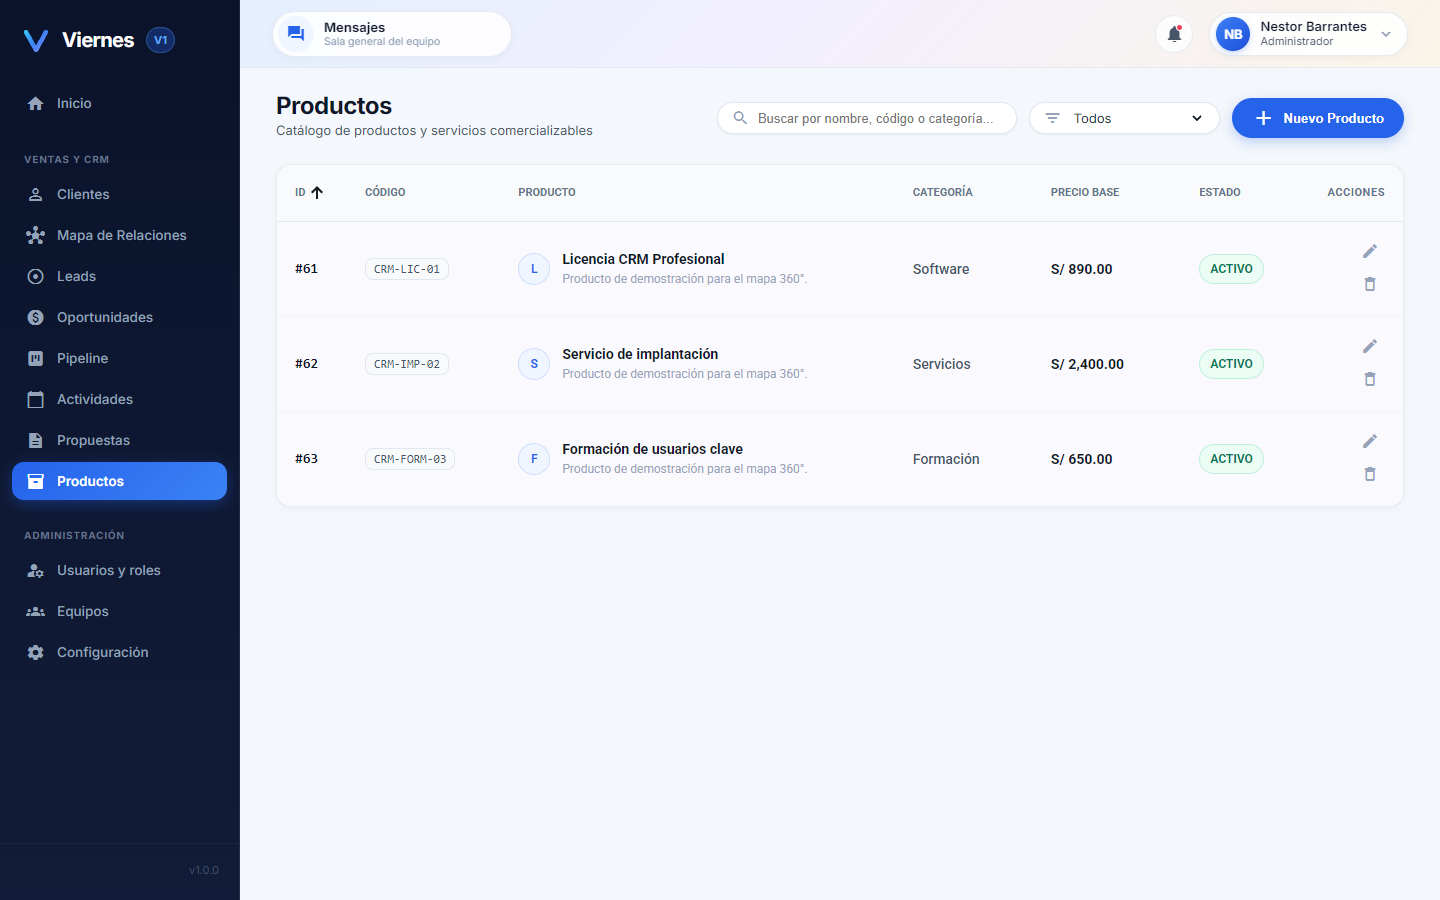 Viernes V1
Inicio
VENTAS Y CRM
Clientes
Mapa de Relaciones
Leads
Oportunidades
Pipeline
Actividades
Propuestas
Productos
ADMINISTRACIÓN
Usuarios y roles
Equipos
Configuración
v1.0.0
Mensajes
Sala general del equipo
NB Nestor Barrantes
Administrador
Productos
Catálogo de productos y servicios comercializables
Buscar por nombre, código o categoría...
Todos
Nuevo Producto
ID CÓDIGO PRODUCTO CATEGORÍA PRECIO BASE ESTADO ACCIONES
#61 CRM-LIC-01 L Licencia CRM Profesional Software S/ 890.00 ACTIVO
Producto de demostración para el mapa 360°.
#62 CRM-IMP-02 S Servicio de implantación Servicios S/ 2,400.00 ACTIVO
Producto de demostración para el mapa 360°.
#63 CRM-FORM-03 F Formación de usuarios clave Formación S/ 650.00 ACTIVO
Producto de demostración para el mapa 360°.